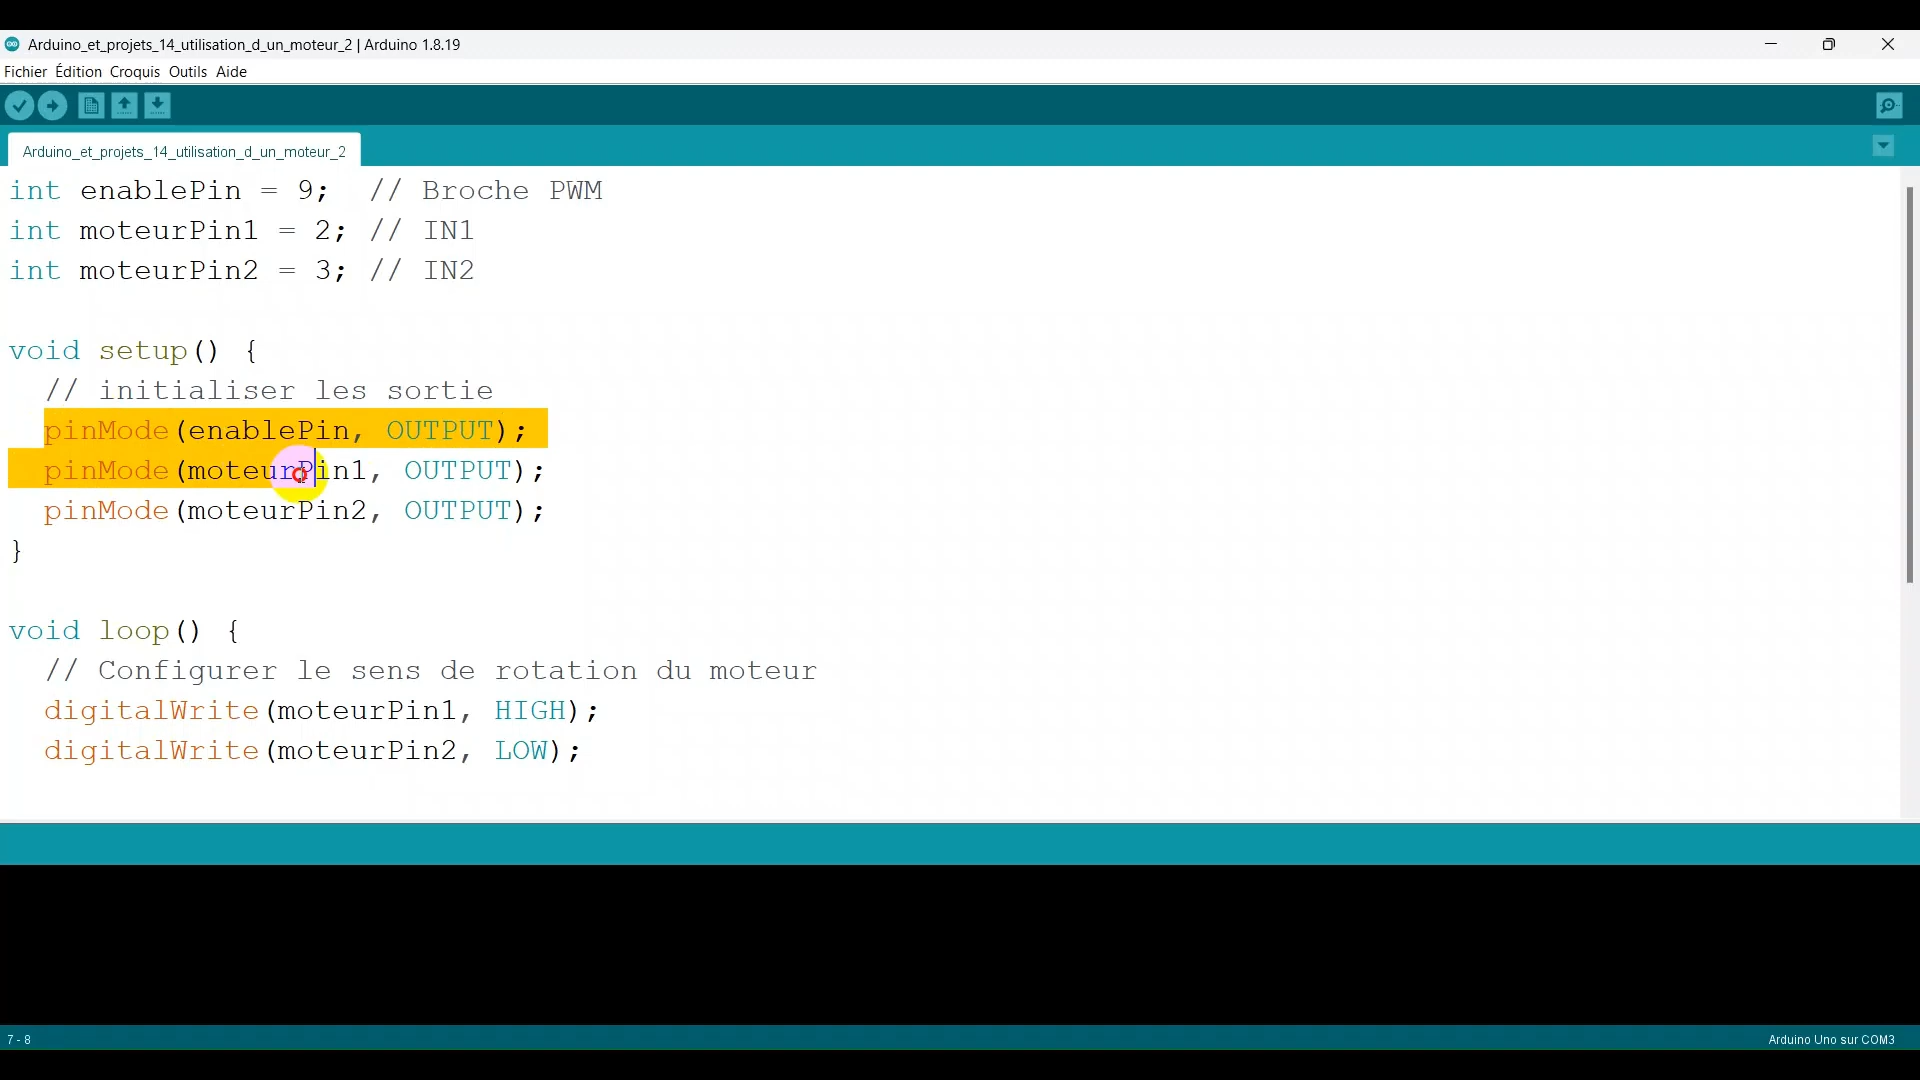 Arduino_et_projets_14_utilisation_d_un_moteur_2 | Arduino 1.8.19
Fichier Édition Croquis Outils Aide
Arduino_et_projets_14_utilisation_d_un_moteur_2
int enablePin = 9;  // Broche PWM
int moteurPin1 = 2; // IN1
int moteurPin2 = 3; // IN2
void setup() {
  // initialiser les sortie
  pinMode(enablePin, OUTPUT);
  pinMode(moteurPin1, OUTPUT);
  pinMode(moteurPin2, OUTPUT);
}
void loop() {
  // Configurer le sens de rotation du moteur
  digitalWrite(moteurPin1, HIGH);
  digitalWrite(moteurPin2, LOW);
7 - 8
Arduino Uno sur COM3